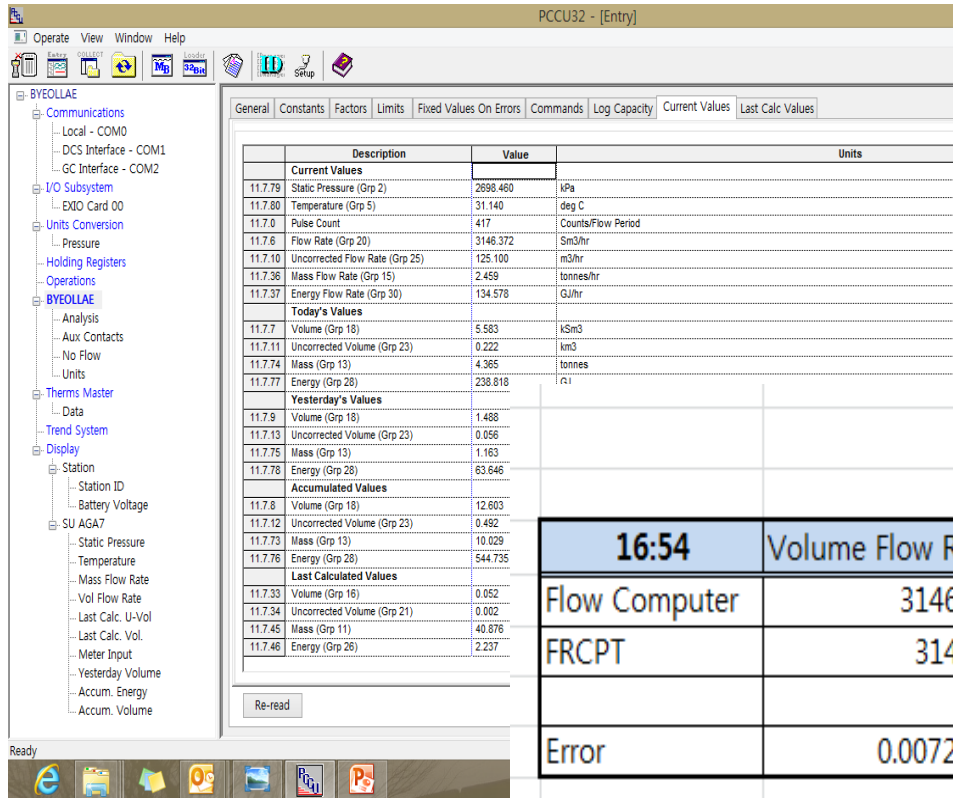 PCCU32 - [Entry]
Operate View Window Help
Entry COLLECT MB Loader 32Bit ID Setup
BYEOLLAE
Communications
Local - COM0
DCS Interface - COM1
GC Interface - COM2
I/O Subsystem
EXIO Card 00
Units Conversion
Pressure
Holding Registers
Operations
BYEOLLAE
Analysis
Aux Contacts
No Flow
Units
Therms Master
Data
Trend System
Display
Station
Station ID
Battery Voltage
SU AGA7
Static Pressure
Temperature
Mass Flow Rate
Vol Flow Rate
Last Calc. U-Vol
Last Calc. Vol.
Meter Input
Yesterday Volume
Accum. Energy
Accum. Volume
General Constants Factors Limits Fixed Values On Errors Commands Log Capacity Current Values Last Calc Values
Description Value Units
Current Values
11.7.79 Static Pressure (Grp 2) 2698.460 kPa
11.7.80 Temperature (Grp 5) 31.140 deg C
11.7.0 Pulse Count 417 Counts/Flow Period
11.7.6 Flow Rate (Grp 20) 3146.372 Sm3/hr
11.7.10 Uncorrected Flow Rate (Grp 25) 125.100 m3/hr
11.7.36 Mass Flow Rate (Grp 15) 2.459 tonnes/hr
11.7.37 Energy Flow Rate (Grp 30) 134.578 GJ/hr
Today's Values
11.7.7 Volume (Grp 18) 5.583 kSm3
11.7.11 Uncorrected Volume (Grp 23) 0.222 km3
11.7.74 Mass (Grp 13) 4.365 tonnes
11.7.77 Energy (Grp 28) 238.818 GJ
Yesterday's Values
11.7.9 Volume (Grp 18) 1.488
11.7.13 Uncorrected Volume (Grp 23) 0.056
11.7.75 Mass (Grp 13) 1.163
11.7.78 Energy (Grp 28) 63.646
Accumulated Values
11.7.8 Volume (Grp 18) 12.603
11.7.12 Uncorrected Volume (Grp 23) 0.492
11.7.73 Mass (Grp 13) 10.029
11.7.76 Energy (Grp 28) 544.735
Last Calculated Values
11.7.33 Volume (Grp 16) 0.052
11.7.34 Uncorrected Volume (Grp 21) 0.002
11.7.45 Mass (Grp 11) 40.876
11.7.46 Energy (Grp 26) 2.237
Re-read
Ready
16:54 Volume Flow
Flow Computer 3146
FRCPT 314
Error 0.0072